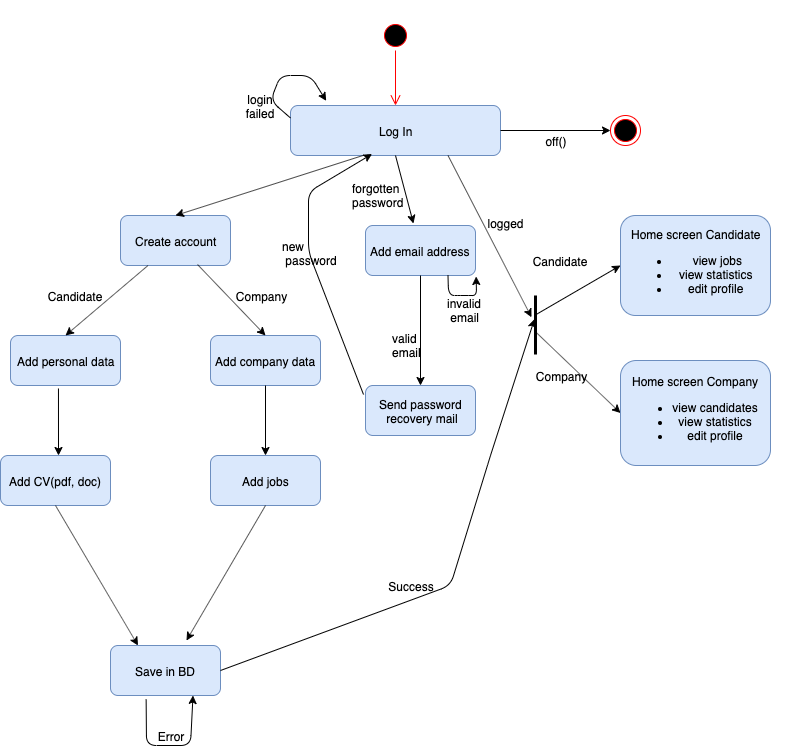 login
failed
Log In
off()
forgotten
password
logged
Create account
Add email address
new
password
Home screen Candidate
• view jobs
• view statistics
• edit profile
Candidate
Candidate
Company
invalid
email
valid
email
Add personal data
Add company data
Company
Home screen Company
• view candidates
• view statistics
• edit profile
Send password
recovery mail
Add CV(pdf, doc)
Add jobs
Success
Save in BD
Error